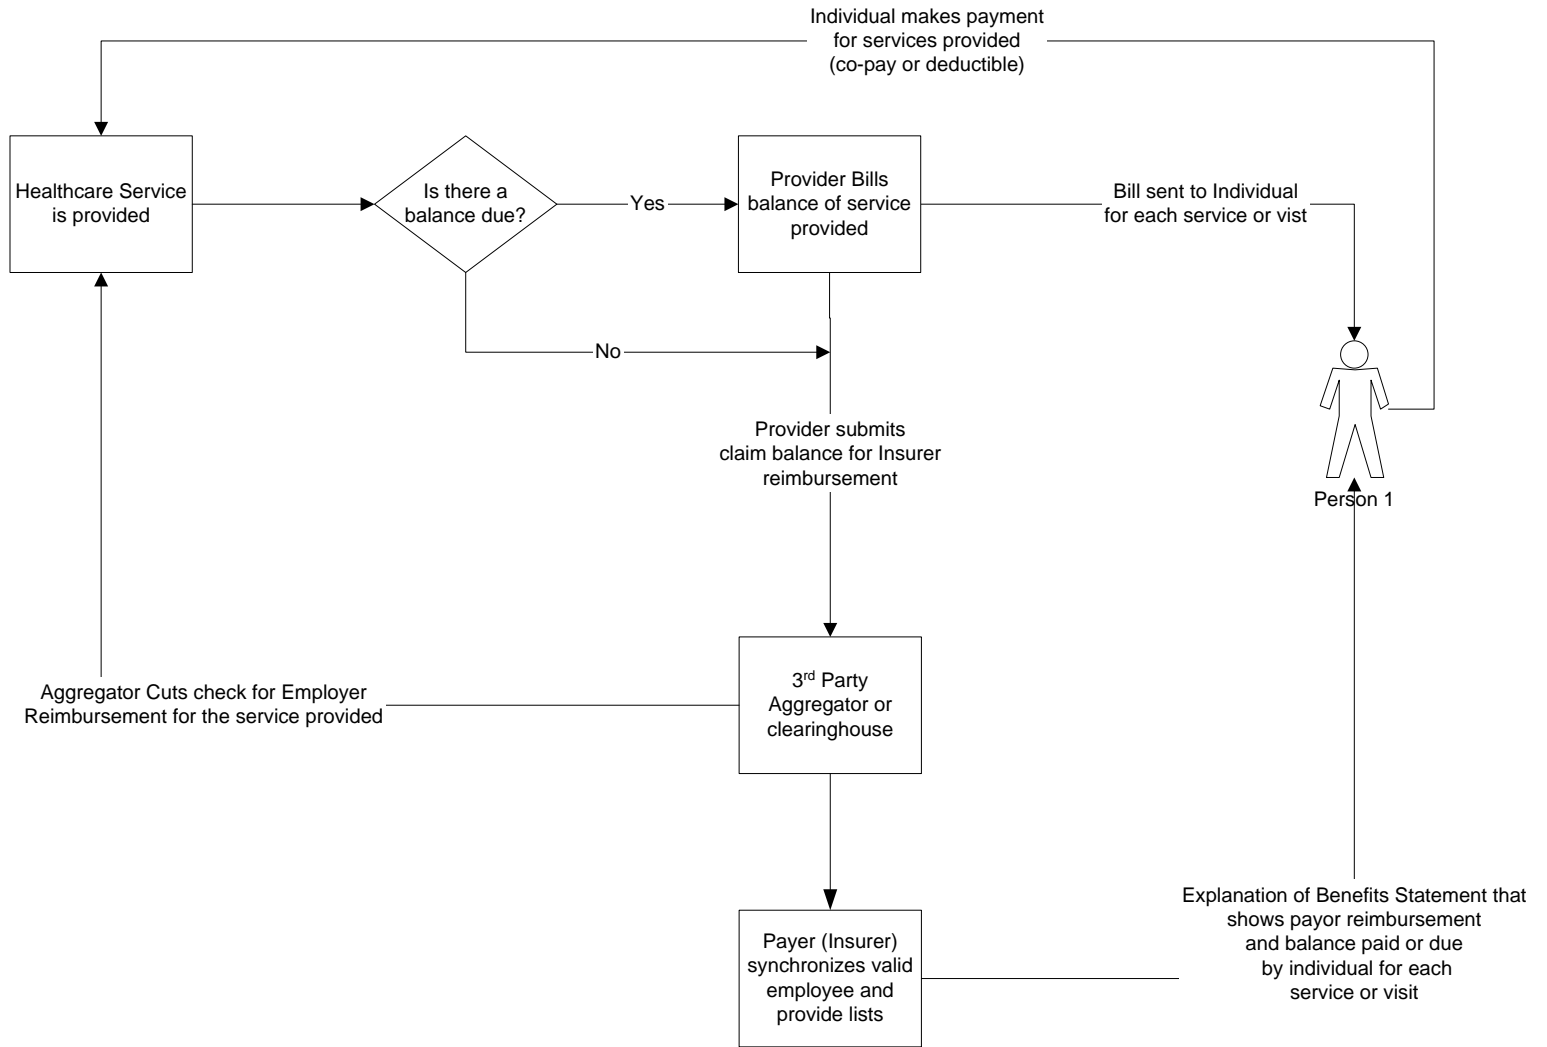 Individual makes payment
for services provided
(co-pay or deductible)
Healthcare Service
is provided
Is there a
balance due?
Yes
Provider Bills
balance of service
provided
Bill sent to Individual
for each service or vist
No
Provider submits
claim balance for Insurer
reimbursement
Person 1
Aggregator Cuts check for Employer
Reimbursement for the service provided
3rd Party
Aggregator or
clearinghouse
Payer (Insurer)
synchronizes valid
employee and
provide lists
Explanation of Benefits Statement that
shows payor reimbursement
and balance paid or due
by individual for each
service or visit